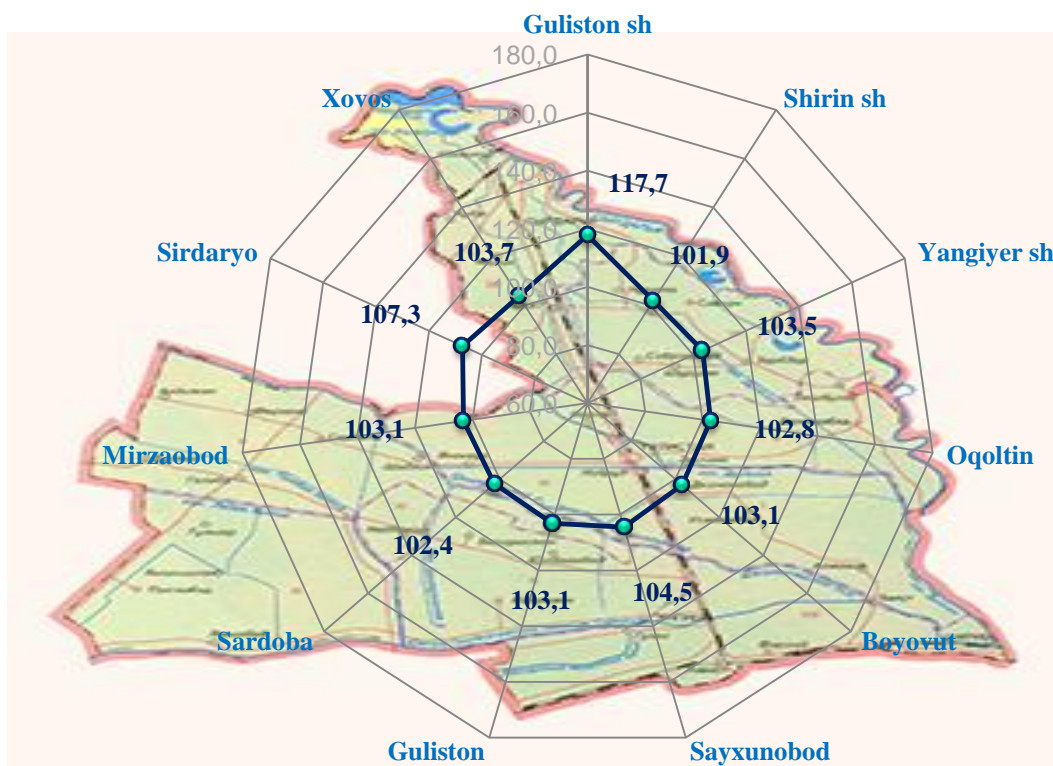 Guliston sh
180,0
Xovos
Shirin sh
160,0
40,0
117,7
120,0
Sirdaryo
103,7
101,9
Yangiyer sh
100,0
107,3
103,5
80,0
60,0
Mirzaobod
103,1
102,8
Oqoltin
103,1
102,4
103,1
104,5
Sardoba
Boyovut
Guliston
Sayxunobod